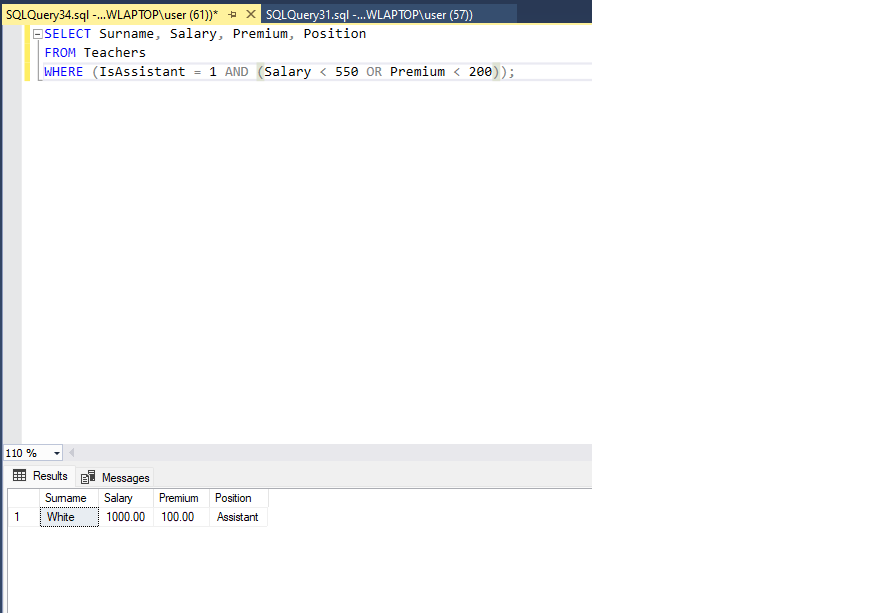 SQLQuery34.sql -...WLAPTOP\user (61))* SQLQuery31.sql -...WLAPTOP\user (57))
SELECT Surname, Salary, Premium, Position
FROM Teachers
WHERE (IsAssistant = 1 AND (Salary < 550 OR Premium < 200));
110 %
Results Messages
Surname Salary Premium Position
1 White 1000.00 100.00 Assistant